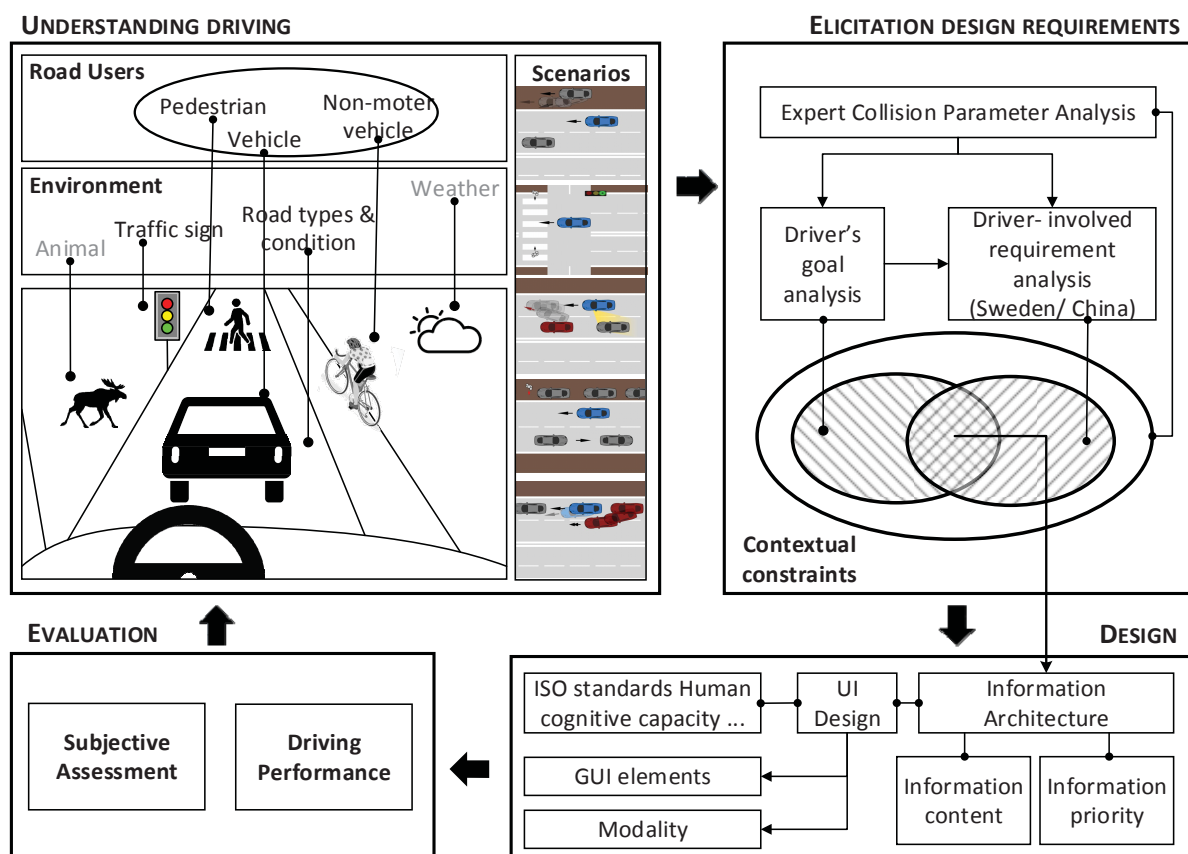 UNDERSTANDING DRIVING
Road Users
Pedestrian
Non-moter
vehicle
Vehicle
Environment
Weather
Traffic sign
Road types &
condition
Animal
Scenarios
ELICITATION DESIGN REQUIREMENTS
Expert Collision Parameter Analysis
Driver's
goal
analysis
Driver- involved
requirement
analysis
(Sweden/ China)
Contextual
constraints
EVALUATION
Subjective
Assessment
Driving
Performance
DESIGN
ISO standards Human
cognitive capacity ...
UI
Design
Information
Architecture
GUI elements
Modality
Information
content
Information
priority